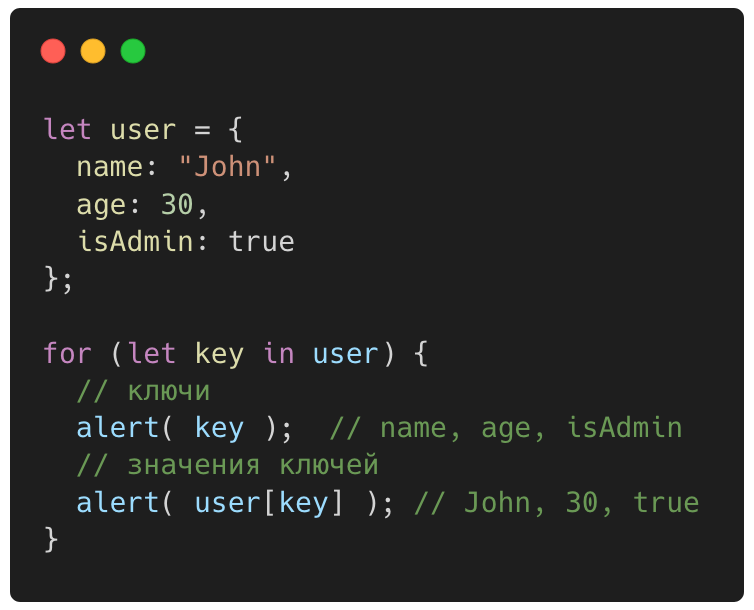 let user = {
  name: "John",
  age: 30,
  isAdmin: true
};
for (let key in user) {
  // ключи
  alert( key );  // name, age, isAdmin
  // значения ключей
  alert( user[key] ); // John, 30, true
}